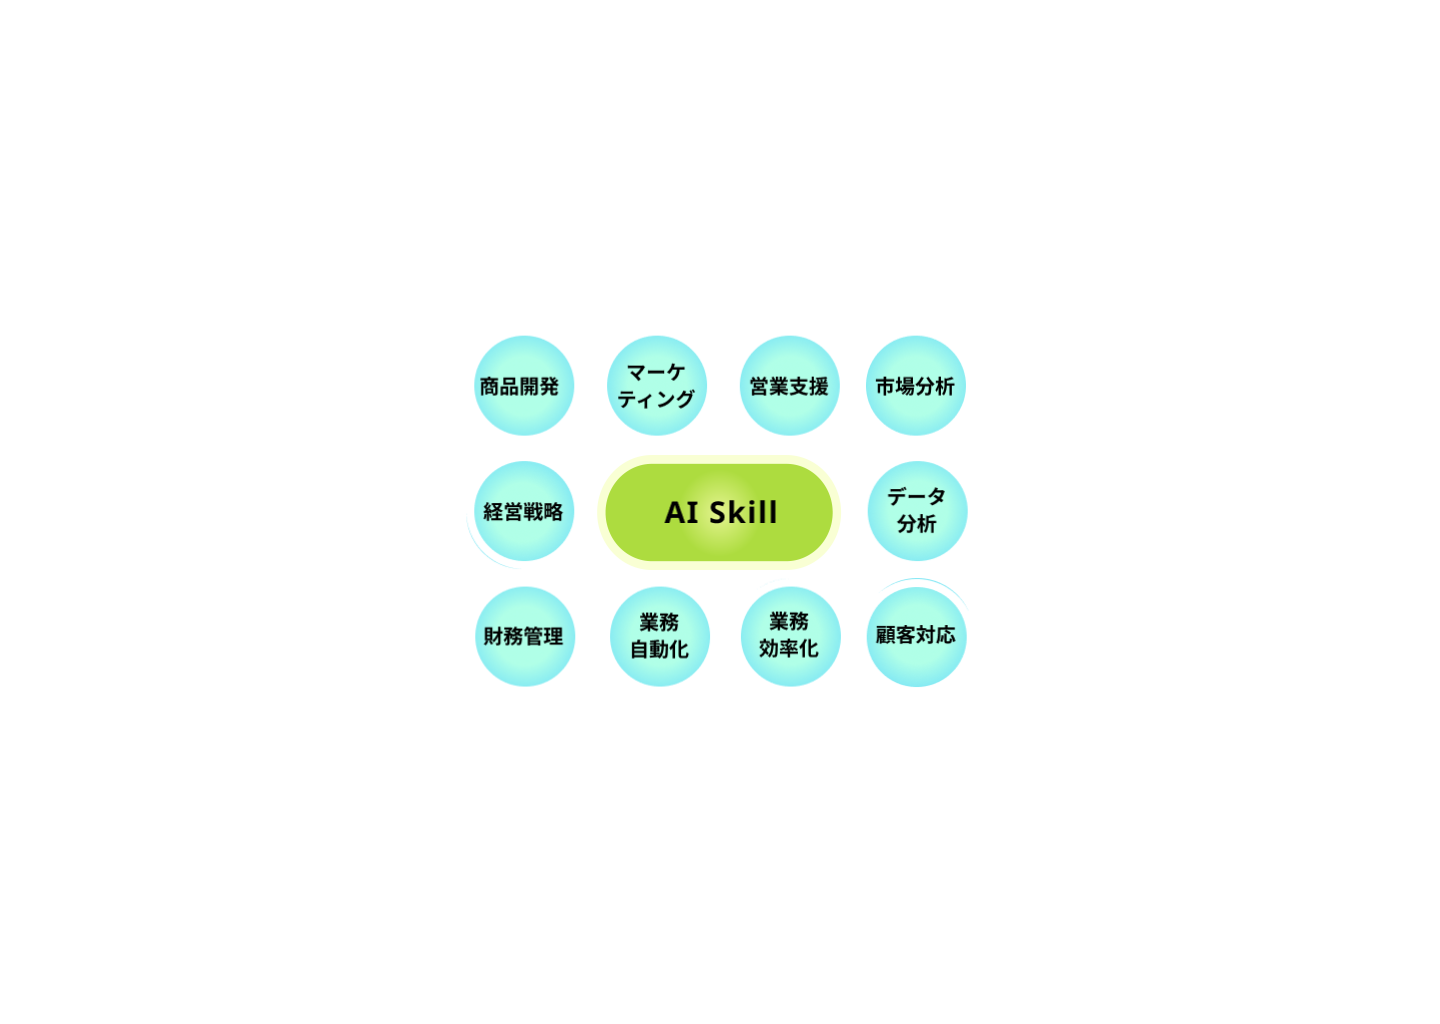 商品開発
マーケ
ティング
営業支援
市場分析
経営戦略
AI Skill
データ
分析
財務管理
業務
自動化
業務
効率化
顧客対応